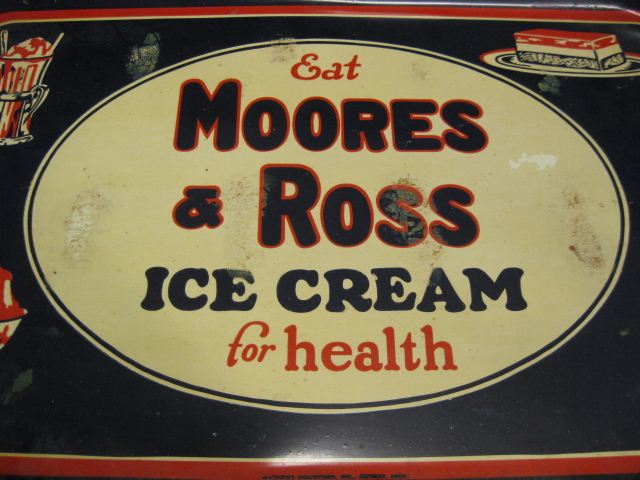 Eat
MOORES
& ROSS
ICE CREAM
for health